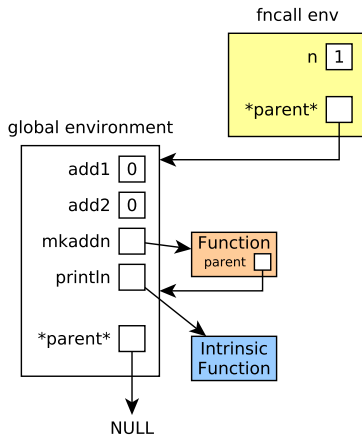 fncall env
n 1
*parent*
global environment
add1 0
add2 0
mkaddn
Function
parent
println
*parent*
Intrinsic
Function
NULL